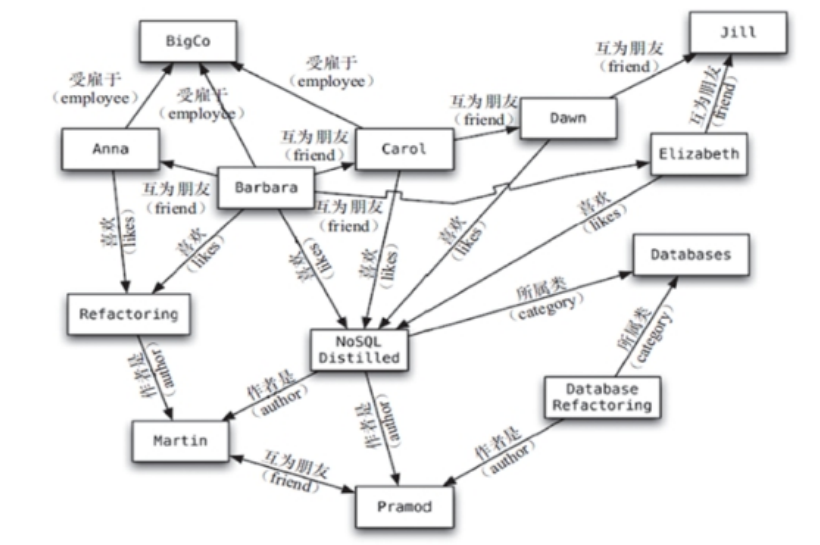 BigCo
Jill
受雇于
(employee)
受雇于
(employee)
受雇于
(employee)
互为朋友
(friend)
互为朋友
(friend)
互为朋友
(friend)
Anna
互为朋友
(friend)
Carol
Dawn
Elizabeth
互为朋友
(friend)
Barbara
互为朋友
(friend)
喜欢
(likes)
喜欢
(likes)
喜欢
(likes)
喜欢
(likes)
喜欢
(likes)
喜欢
(likes)
Databases
Refactoring
所属类
(category)
NoSQL
Distilled
所属类
(category)
作者是
(author)
作者是
(author)
作者是
(author)
Database
Refactoring
Martin
作者是
(author)
互为朋友
(friend)
Pramod